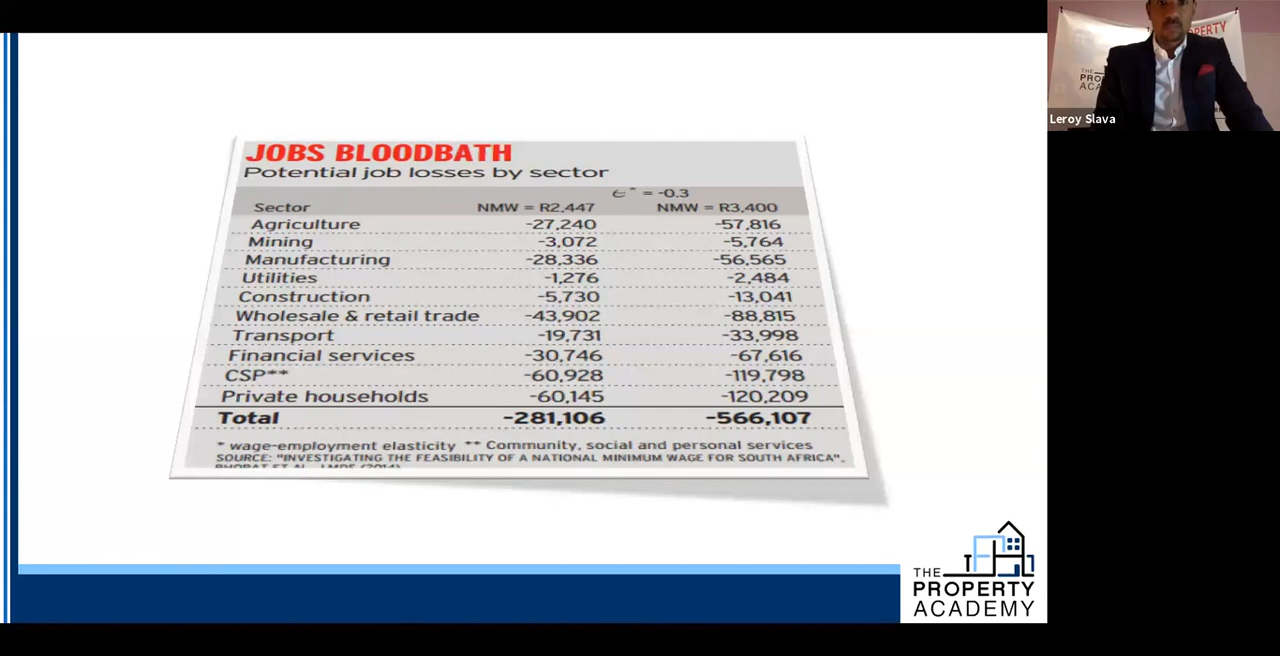 JOBS BLOODBATH
Potential job losses by sector
Sector NMW = R2,447 Ɛ* = -0.3 NMW = R3,400
Agriculture -27,240 -57,816
Mining -3,072 -5,764
Manufacturing -28,336 -56,565
Utilities -1,276 -2,484
Construction -5,730 -13,041
Wholesale & retail trade -43,902 -88,815
Transport -19,731 -33,998
Financial services -30,746 -67,616
CSP** -60,928 -119,798
Private households -60,145 -120,209
Total -281,106 -566,107
* wage-employment elasticity ** Community, social and personal services
SOURCE: "INVESTIGATING THE FEASIBILITY OF A NATIONAL MINIMUM WAGE FOR SOUTH AFRICA",
THE
PROPERTY
ACADEMY
Leroy Slava